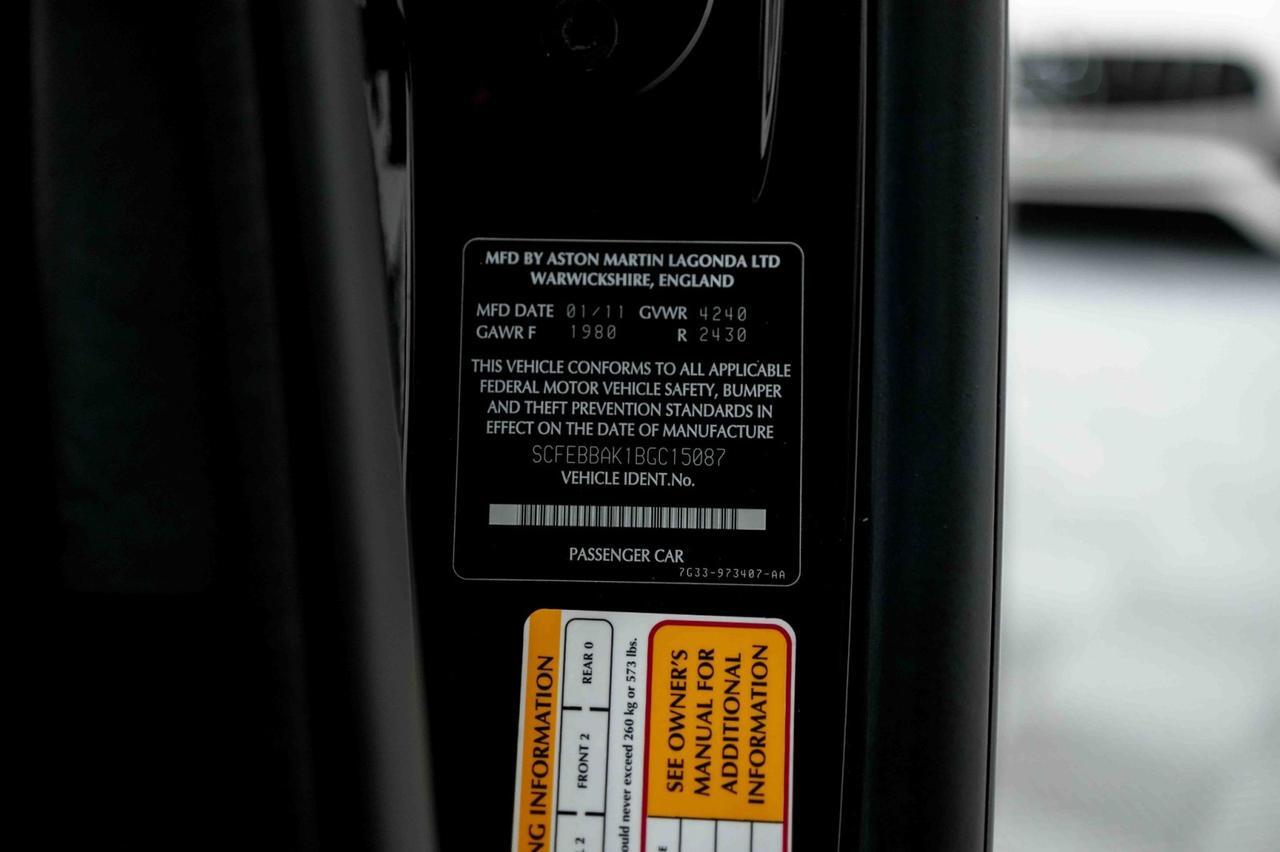 MFD BY ASTON MARTIN LAGONDA LTD
WARWICKSHIRE, ENGLAND
MFD DATE 01/11 GVWR 4240
GAWR F 1980 R 2430
THIS VEHICLE CONFORMS TO ALL APPLICABLE
FEDERAL MOTOR VEHICLE SAFETY, BUMPER
AND THEFT PREVENTION STANDARDS IN
EFFECT ON THE DATE OF MANUFACTURE
SCFEBBAK1BGC15087
VEHICLE IDENT.No.
PASSENGER CAR
7G33-973407-AA
NG INFORMATION
2 FRONT 2 REAR 0
ould never exceed 260 kg or 573 lbs.
SEE OWNER'S
MANUAL FOR
ADDITIONAL
INFORMATION